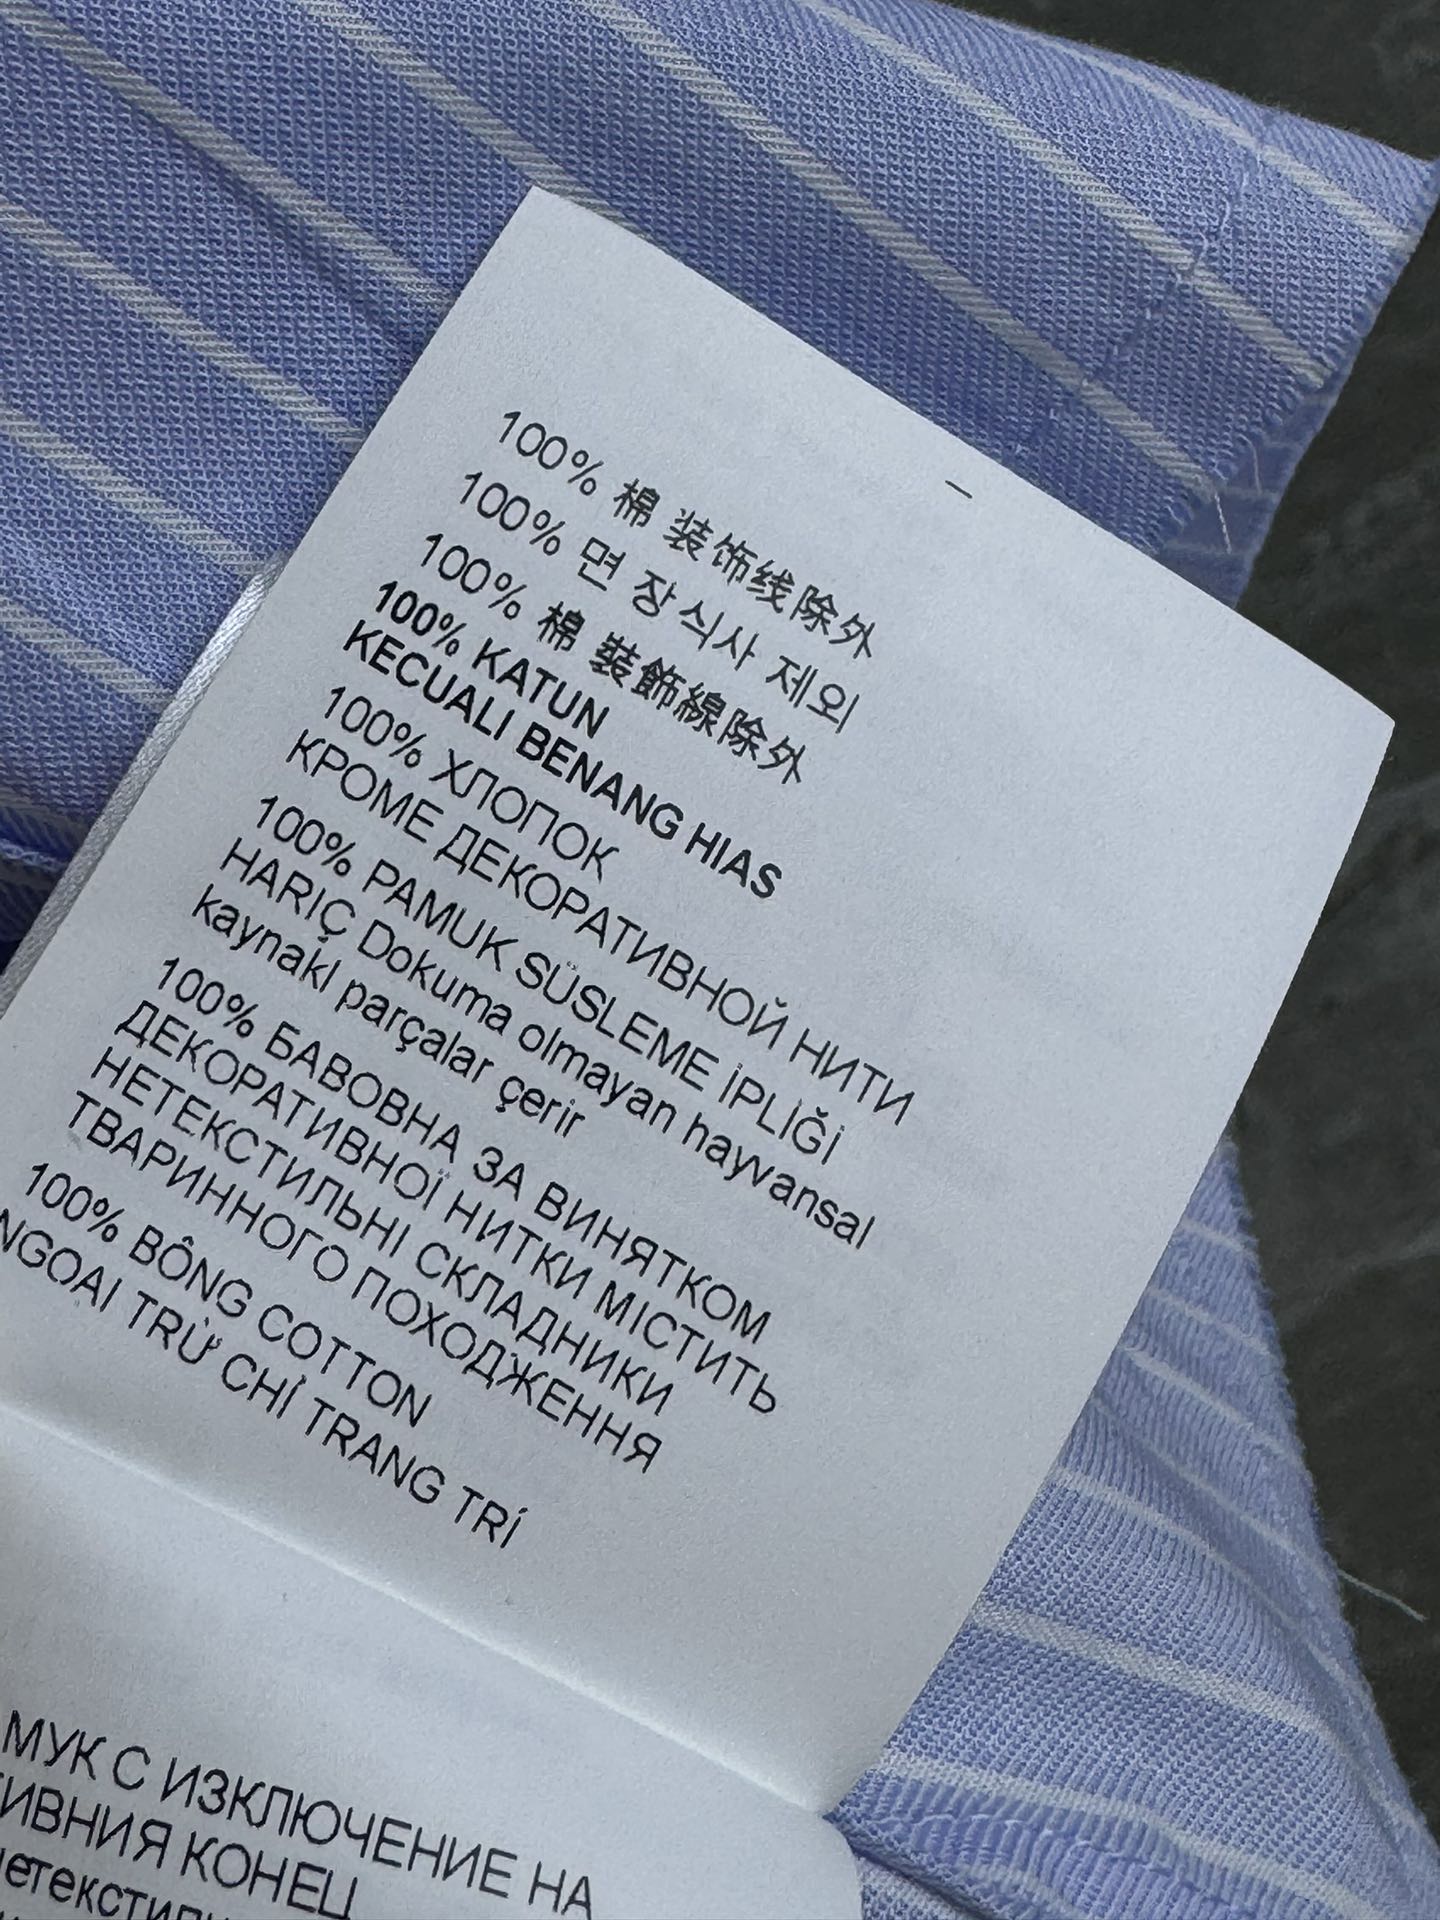 100% 棉 装饰线除外
100% 면 장식사 제외
100% 棉 裝飾線除外
100% KATUN
KECUALI BENANG HIAS
100% ХЛОПОК
КРОМЕ ДЕКОРАТИВНОЙ НИТИ
100% PAMUK SÜSLEME İPLİĞİ
HARIÇ Dokuma olmayan hayvansal
kaynakl parçalar çerir
100% БАВОВНА ЗА ВИНЯТКОМ
ДЕКОРАТИВНОЇ НИТКИ МІСТИТЬ
НЕТЕКСТИЛЬНІ СКЛАДНИКИ
ТВАРИННОГО ПОХОДЖЕННЯ
100% BÔNG COTTON
NGOAI TRỪ CHỈ TRANG TRÍ
МУК С ИЗКЛЮЧЕНИЕ НА
ИВНИЯ КОНЕЦ